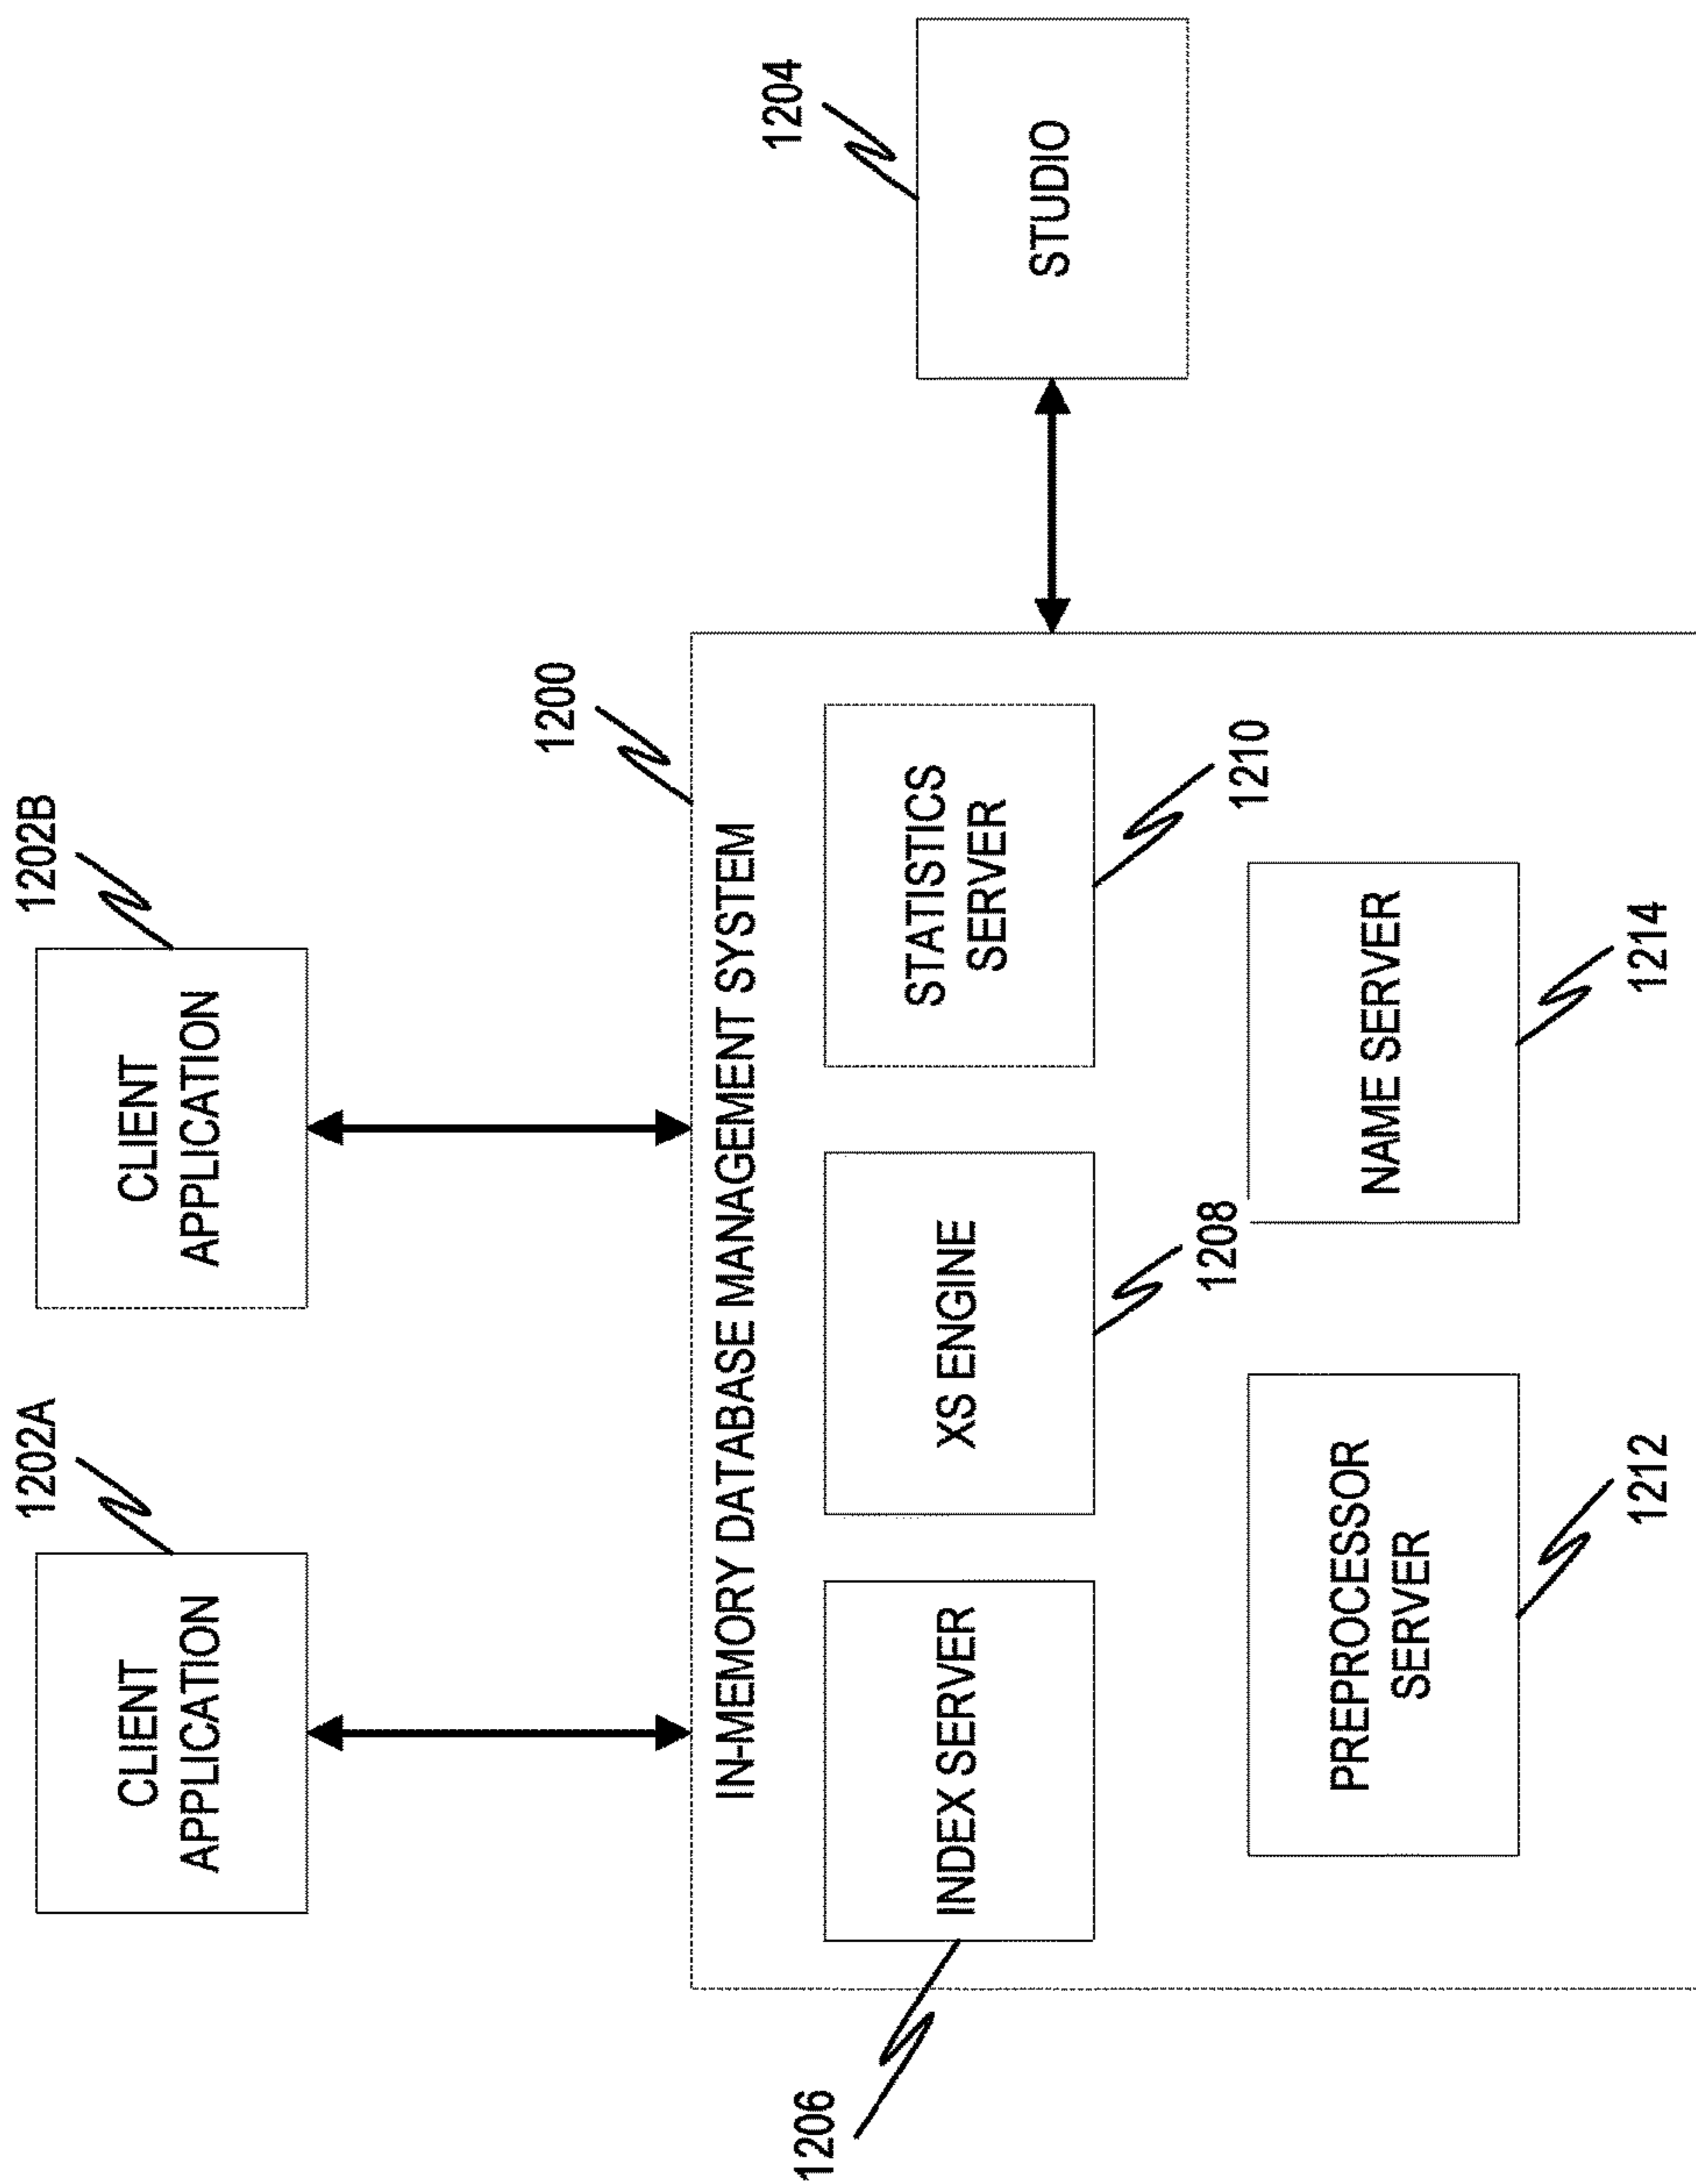 1202A
1202B
CLIENT
APPLICATION
CLIENT
APPLICATION
1200
1204
IN-MEMORY DATABASE MANAGEMENT SYSTEM
STUDIO
1206
INDEX SERVER
XS ENGINE
STATISTICS
SERVER
1208
1210
PREPROCESSOR
SERVER
NAME SERVER
1212
1214